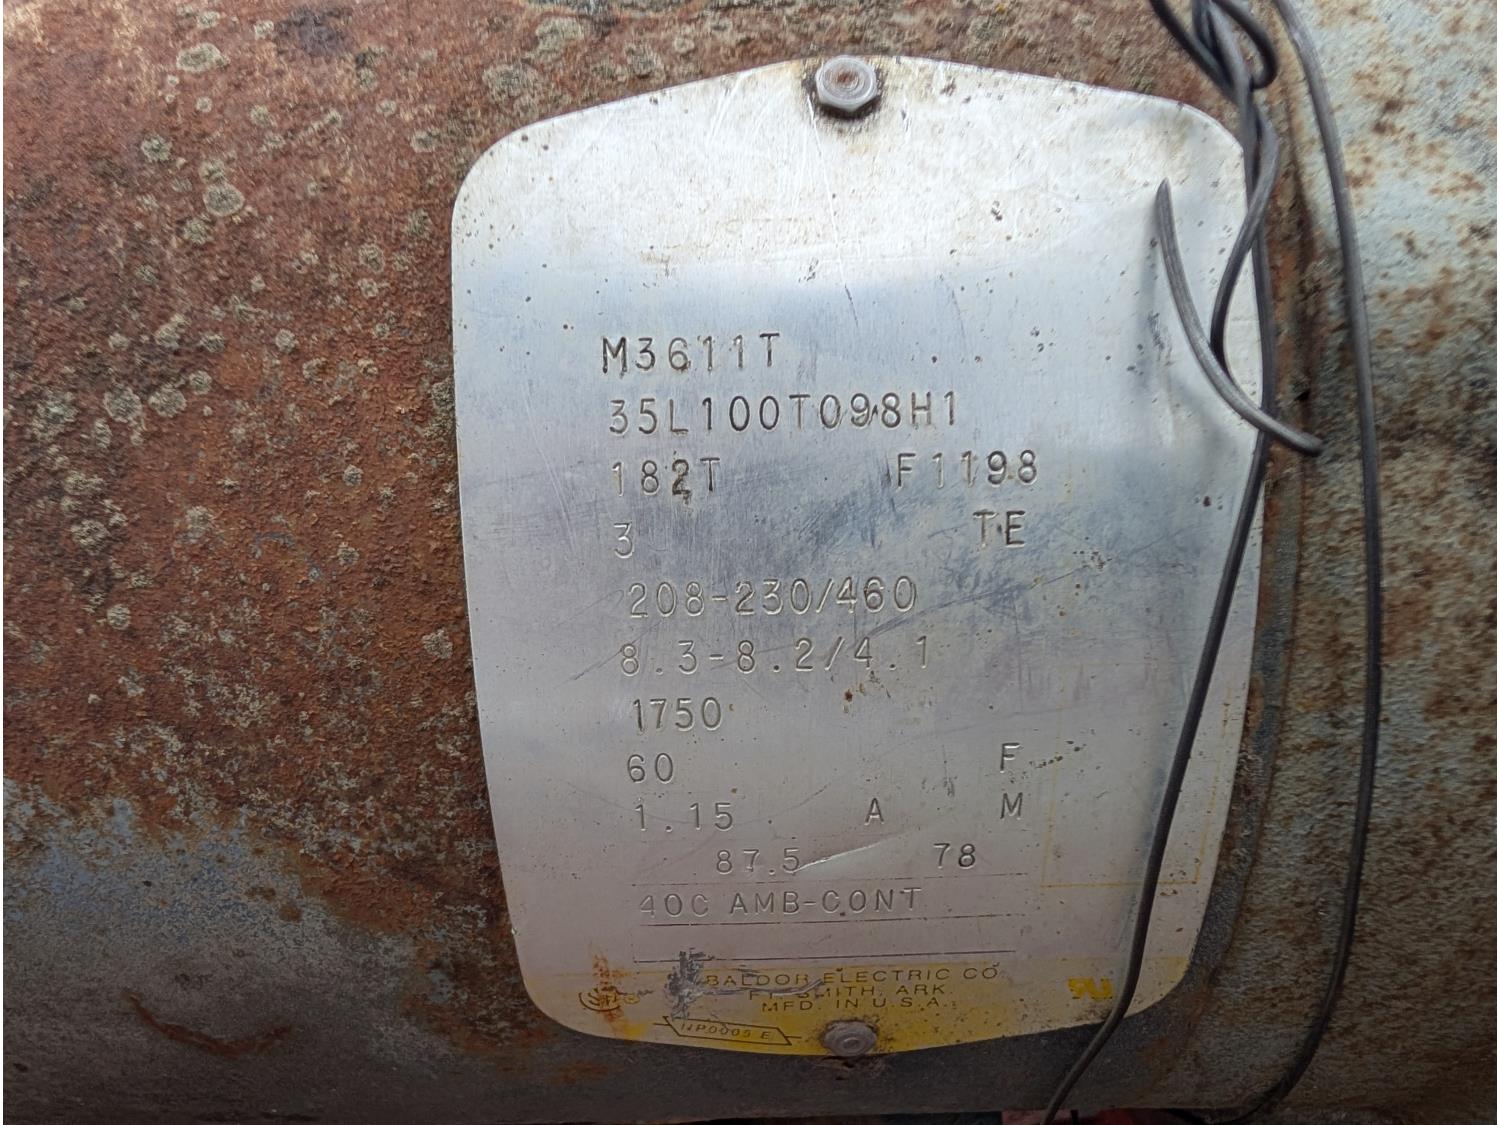 M3611T
35L100T098H1
182T F1198
3 TE
208-230/460
8.3-8.2/4.1
1750
60 F
1.15 A M
87.5 78
40C AMB-CONT
BALDOR ELECTRIC CO
FT. SMITH, ARK.
MFD. IN U.S.A.
NP0005 E